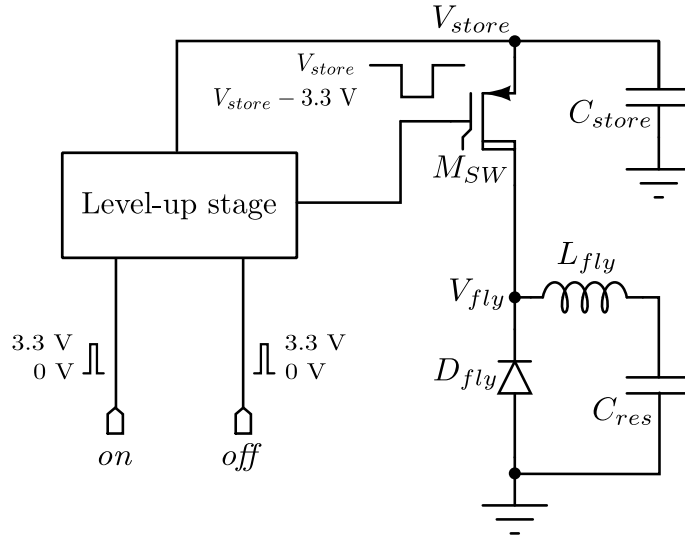 V_store
V_store
V_store − 3.3 V
C_store
M_SW
Level-up stage
L_fly
V_fly
3.3 V
0 V
3.3 V
0 V
D_fly
C_res
on
off